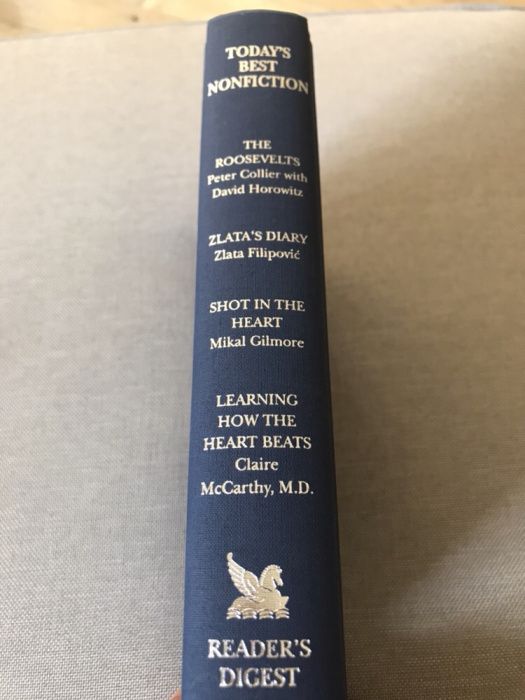 TODAY'S
BEST
NONFICTION
THE
ROOSEVELTS
Peter Collier with
David Horowitz
ZLATA'S DIARY
Zlata Filipović
SHOT IN THE
HEART
Mikal Gilmore
LEARNING
HOW THE
HEART BEATS
Claire
McCarthy, M.D.
READER'S
DIGEST